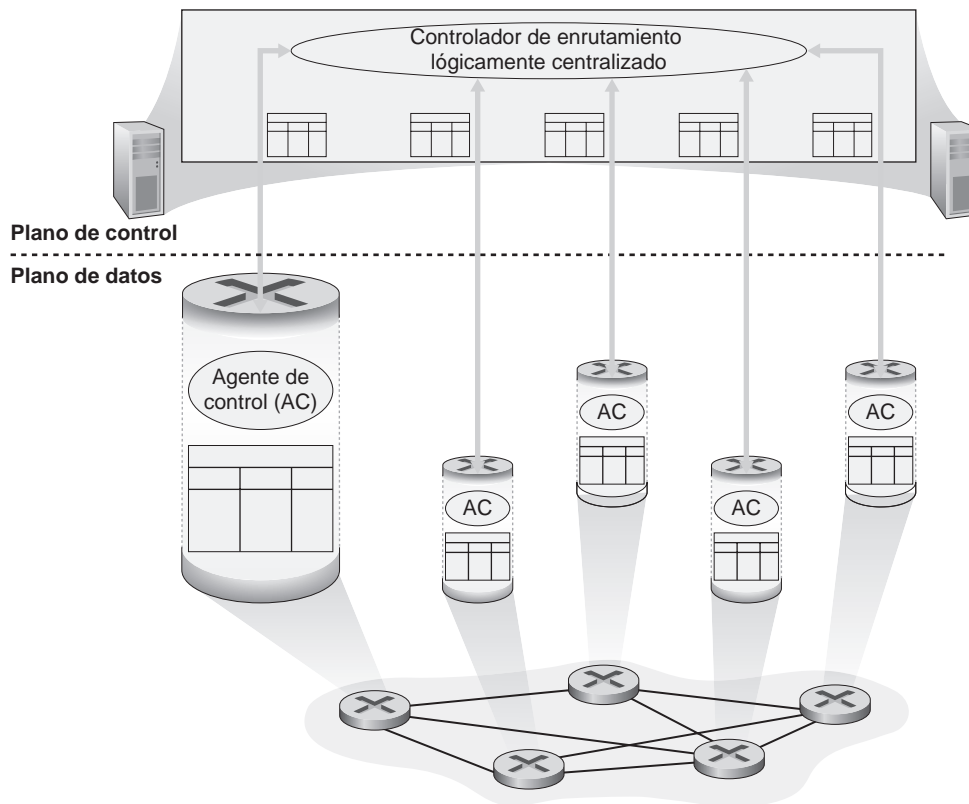 Controlador de enrutamiento
lógicamente centralizado
Plano de control
Plano de datos
Agente de
control (AC)
AC
AC
AC
AC